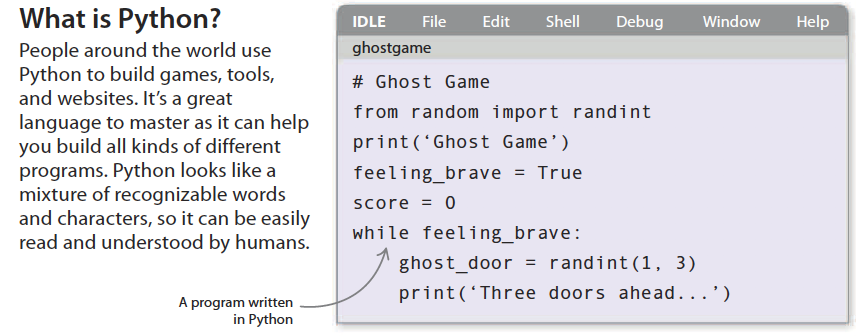 What is Python?
People around the world use
Python to build games, tools,
and websites. It’s a great
language to master as it can help
you build all kinds of different
programs. Python looks like a
mixture of recognizable words
and characters, so it can be easily
read and understood by humans.
A program written
in Python
IDLE File Edit Shell Debug Window Help
ghostgame
# Ghost Game
from random import randint
print(‘Ghost Game’)
feeling_brave = True
score = 0
while feeling_brave:
    ghost_door = randint(1, 3)
    print(‘Three doors ahead...’)